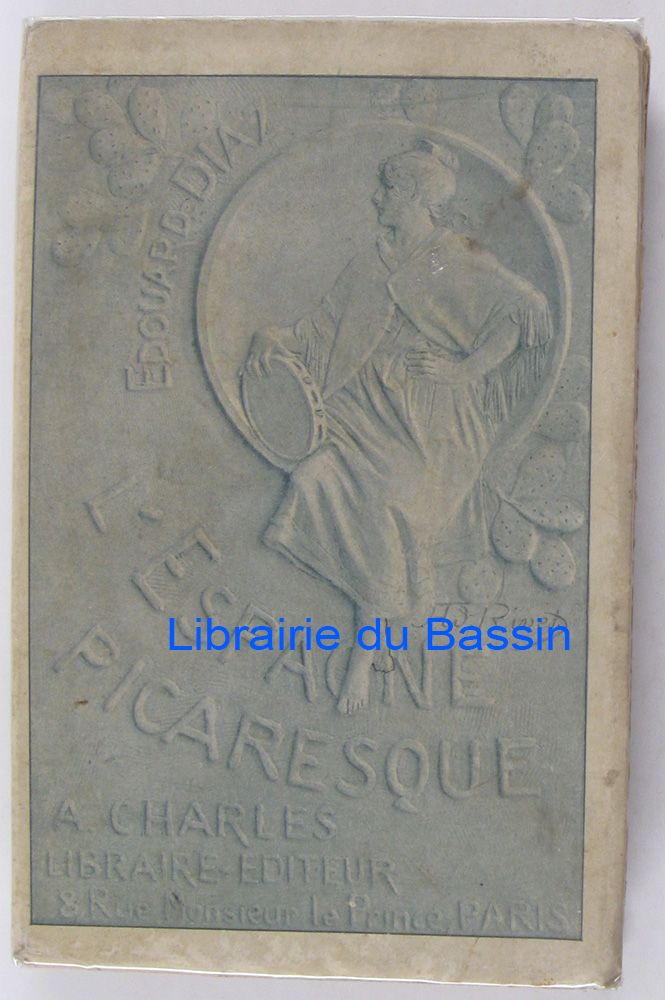 EDOUARD DIAZ
L'ESPAGNE
PICARESQUE
A. CHARLES
LIBRAIRE-EDITEUR
8 Rue Monsieur le Prince, PARIS
Librairie du Bassin